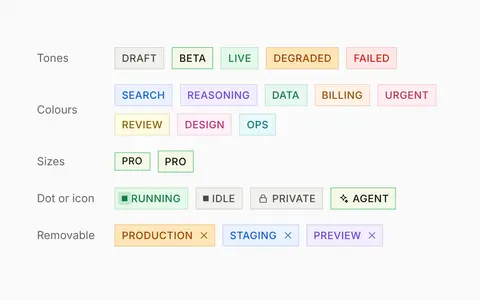 Tones DRAFT BETA LIVE DEGRADED FAILED
Colours SEARCH REASONING DATA BILLING URGENT
REVIEW DESIGN OPS
Sizes PRO PRO
Dot or icon RUNNING IDLE PRIVATE AGENT
Removable PRODUCTION × STAGING × PREVIEW ×